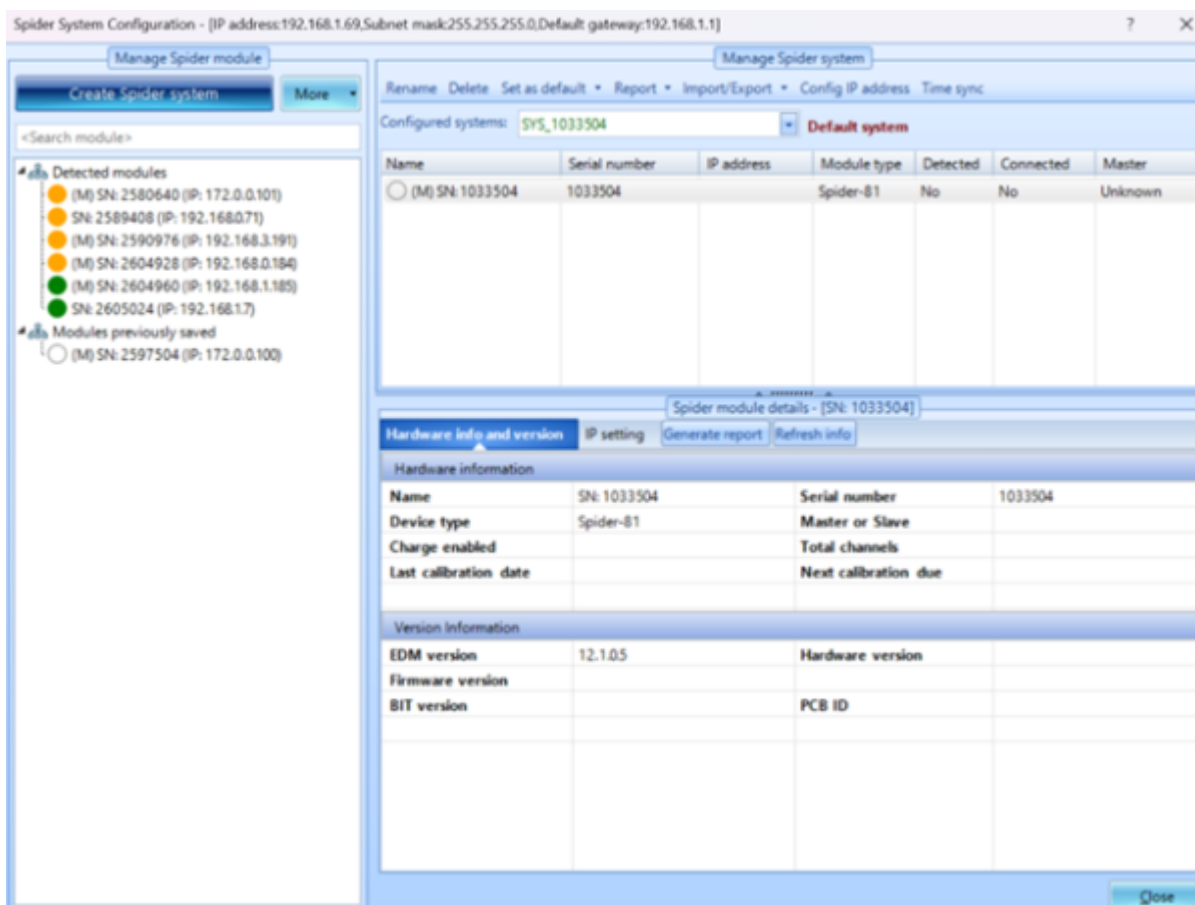 Spider System Configuration - [IP address:192.168.1.69,Subnet mask:255.255.255.0,Default gateway:192.168.1.1]
? X
Manage Spider module
Create Spider system More
<Search module>
Detected modules
(M) SN: 2580640 (IP: 172.0.0.101)
SN: 2589408 (IP: 192.168.0.71)
(M) SN: 2590976 (IP: 192.168.3.191)
(M) SN: 2604928 (IP: 192.168.0.184)
(M) SN: 2604960 (IP: 192.168.1.185)
SN: 2605024 (IP: 192.168.1.7)
Modules previously saved
(M) SN: 2597504 (IP: 172.0.0.100)
Manage Spider system
Rename Delete Set as default Report Import/Export Config IP address Time sync
Configured systems: SYS_1033504 Default system
Name Serial number IP address Module type Detected Connected Master
(M) SN: 1033504 1033504 Spider-81 No No Unknown
Spider module details - [SN: 1033504]
Hardware info and version IP setting Generate report Refresh info
Hardware information
Name SN: 1033504 Serial number 1033504
Device type Spider-81 Master or Slave
Charge enabled Total channels
Last calibration date Next calibration due
Version Information
EDM version 12.1.0.5 Hardware version
Firmware version
BIT version PCB ID
Close